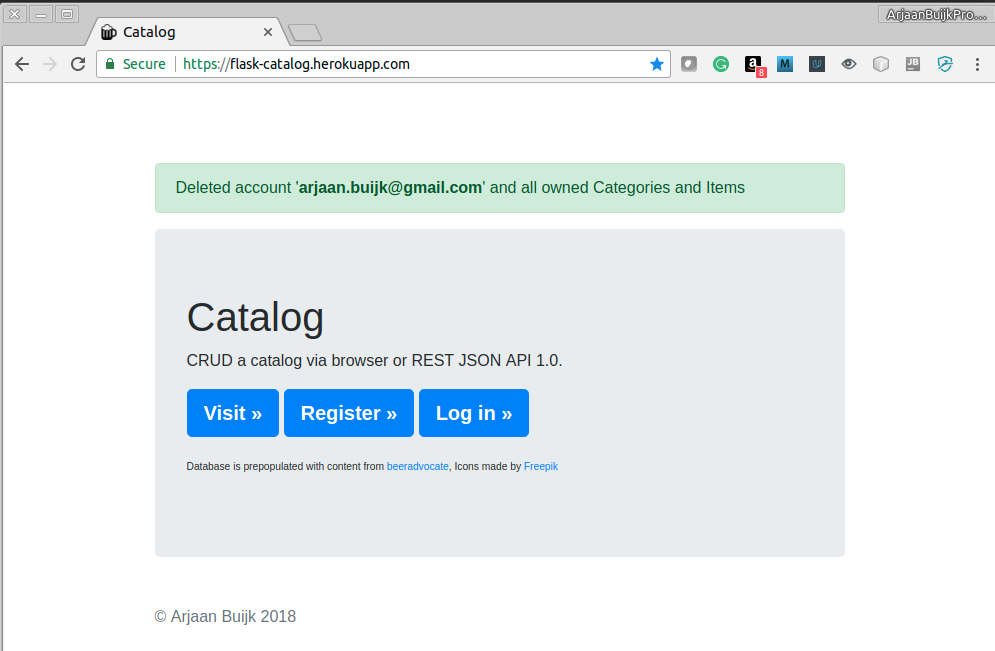 ArjaanBuijkPro...
Catalog
Secure
https://flask-catalog.herokuapp.com
a
8
M
JB
Deleted account 'arjaan.buijk@gmail.com' and all owned Categories and Items
Catalog
CRUD a catalog via browser or REST JSON API 1.0.
Visit » Register » Log in »
Database is prepopulated with content from beeradvocate, Icons made by Freepik
© Arjaan Buijk 2018